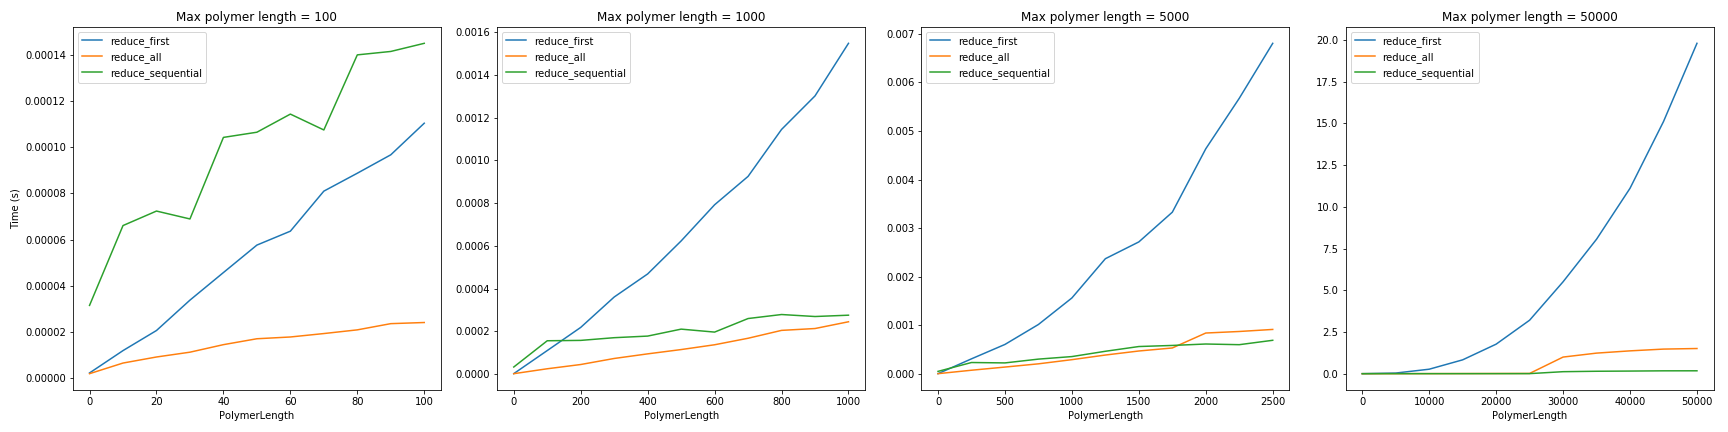 Max polymer length = 100
reduce_first
reduce_all
reduce_sequential
0.00014
0.00012
0.00010
0.00008
0.00006
0.00004
0.00002
0.00000
Time (s)
0 20 40 60 80 100
PolymerLength
Max polymer length = 1000
reduce_first
reduce_all
reduce_sequential
0.0016
0.0014
0.0012
0.0010
0.0008
0.0006
0.0004
0.0002
0.0000
0 200 400 600 800 1000
PolymerLength
Max polymer length = 5000
reduce_first
reduce_all
reduce_sequential
0.007
0.006
0.005
0.004
0.003
0.002
0.001
0.000
0 500 1000 1500 2000 2500
PolymerLength
Max polymer length = 50000
reduce_first
reduce_all
reduce_sequential
20.0
17.5
15.0
12.5
10.0
7.5
5.0
2.5
0.0
0 10000 20000 30000 40000 50000
PolymerLength